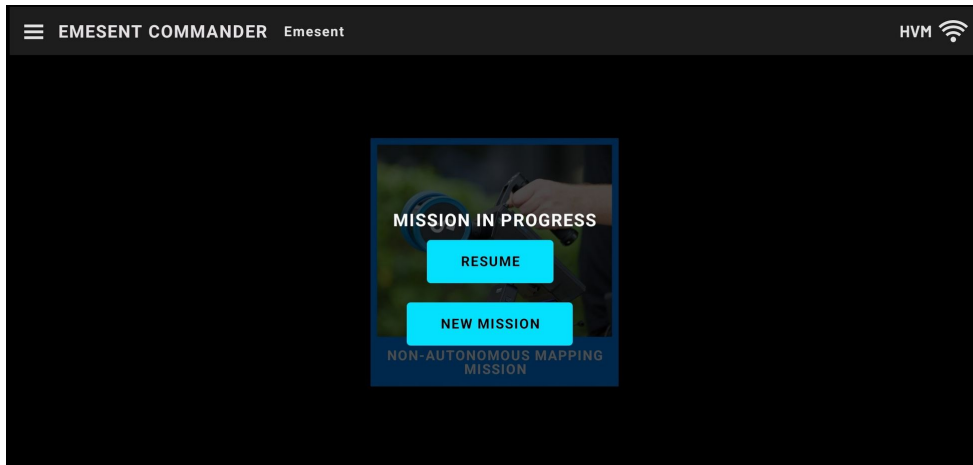 EMESENT COMMANDER Emesent HVM
MISSION IN PROGRESS
RESUME
NEW MISSION
NON-AUTONOMOUS MAPPING
MISSION